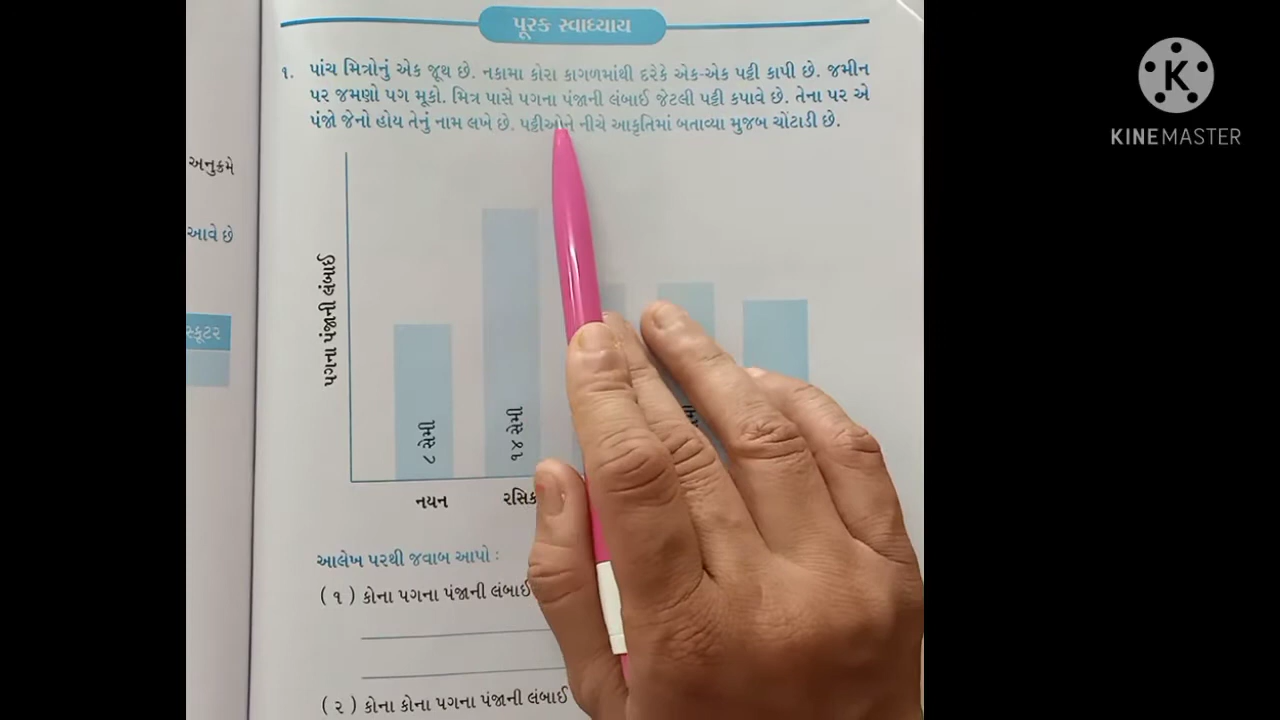 પૂરક સ્વાધ્યાય
૧. પાંચ મિત્રોનું એક જૂથ છે. નકામા કોરા કાગળમાંથી દરેકે એક-એક પટ્ટી કાપી છે. જમીન
પર જમણો પગ મૂકો. મિત્ર પાસે પગના પંજાની લંબાઈ જેટલી પટ્ટી કપાવે છે. તેના પર એ
પંજો જેનો હોય તેનું નામ લખે છે. પટ્ટીઓને નીચે આકૃતિમાં બતાવ્યા મુજબ ચોંટાડી છે.
અનુક્રમે
આવે છે
સ્કૂટર
પગના પંજાની લંબાઈ
૮ સેમી
૧૪ સેમી
નયન
રસિક
આલેખ પરથી જવાબ આપો :
(૧) કોના પગના પંજાની લંબાઈ
(૨) કોના કોના પગના પંજાની લંબાઈ
KINEMASTER